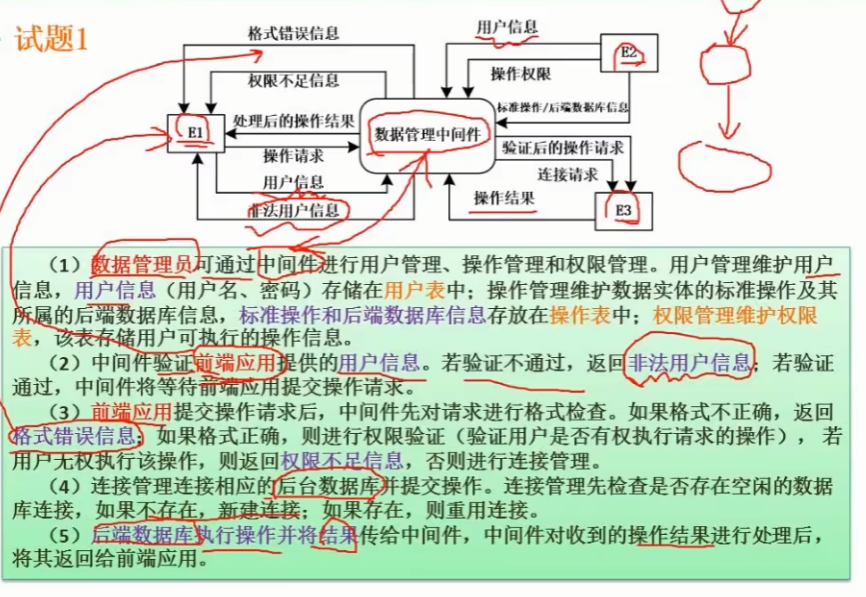 试题1
格式错误信息
用户信息
E2
权限不足信息
操作权限
标准操作/后端数据库信息
处理后的操作结果
E1
数据管理中间件
验证后的操作请求
操作请求
连接请求
用户信息
操作结果
非法用户信息
E3
（1）数据管理员可通过中间件进行用户管理、操作管理和权限管理。用户管理维护用户
信息，用户信息（用户名、密码）存储在用户表中；操作管理维护数据实体的标准操作及其
所属的后端数据库信息，标准操作和后端数据库信息存放在操作表中；权限管理维护权限
表，该表存储用户可执行的操作信息。
（2）中间件验证前端应用提供的用户信息。若验证不通过，返回非法用户信息；若验证
通过，中间件将等待前端应用提交操作请求。
（3）前端应用提交操作请求后，中间件先对请求进行格式检查。如果格式不正确，返回
格式错误信息；如果格式正确，则进行权限验证（验证用户是否有权执行请求的操作），若
用户无权执行该操作，则返回权限不足信息，否则进行连接管理。
（4）连接管理连接相应的后台数据库并提交操作。连接管理先检查是否存在空闲的数据
库连接，如果不存在，新建连接；如果存在，则重用连接。
（5）后端数据库执行操作并将结果传给中间件，中间件对收到的操作结果进行处理后，
将其返回给前端应用。